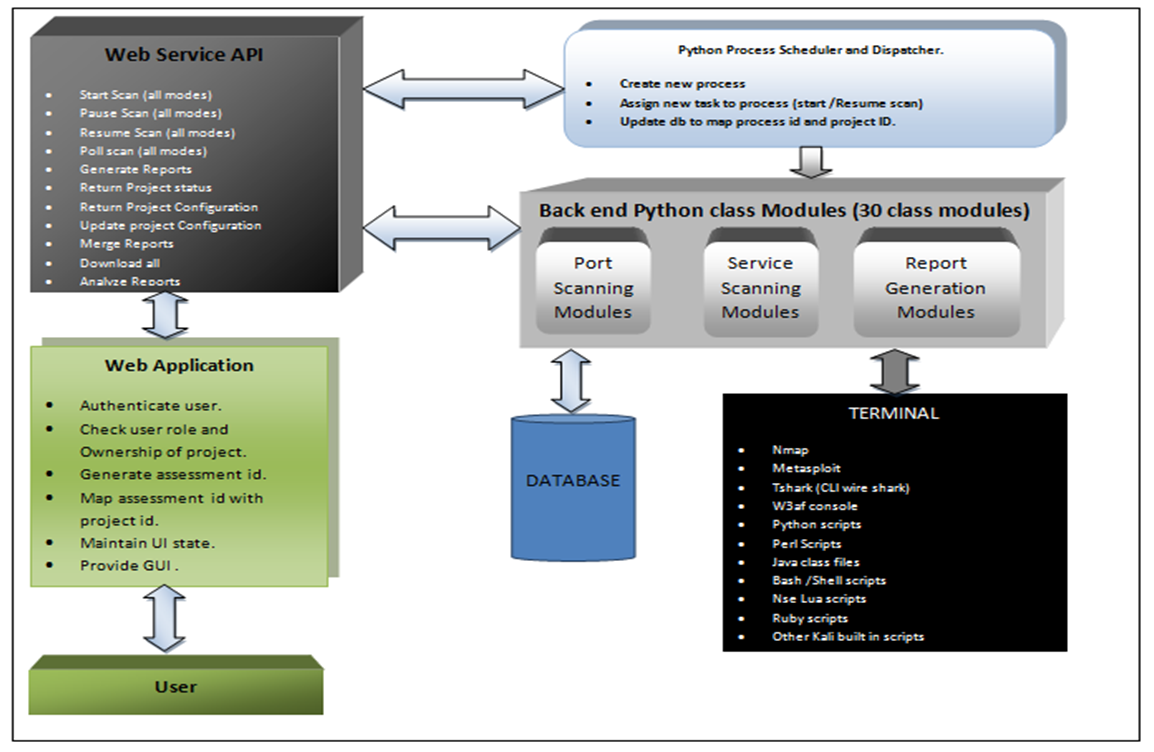 Web Service API
• Start Scan (all modes)
• Pause Scan (all modes)
• Resume Scan (all modes)
• Poll scan (all modes)
• Generate Reports
• Return Project status
• Return Project Configuration
• Update project Configuration
• Merge Reports
• Download all
• Analyze Reports
Python Process Scheduler and Dispatcher.
• Create new process
• Assign new task to process (start /Resume scan)
• Update db to map process id and project ID.
Back end Python class Modules (30 class modules)
Port
Scanning
Modules
Service
Scanning
Modules
Report
Generation
Modules
Web Application
• Authenticate user.
• Check user role and
Ownership of project.
• Generate assessment id.
• Map assessment id with
project id.
• Maintain UI state.
• Provide GUI .
DATABASE
TERMINAL
• Nmap
• Metasploit
• Tshark (CLI wire shark)
• W3af console
• Python scripts
• Perl Scripts
• Java class files
• Bash /Shell scripts
• Nse Lua scripts
• Ruby scripts
• Other Kali built in scripts
User